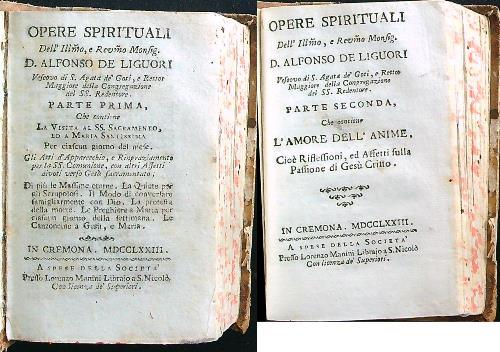 OPERE SPIRITUALI
Dell' Illmo, e Revmo Monsig.
D. ALFONSO DE LIGUORI
Vescovo di S. Agata de' Goti, e Rettor
Maggiore della Congregazione
del SS. Redentore.
PARTE PRIMA,
Che contiene
LA VISITA AL SS. SACRAMENTO,
ED A MARIA SANTISSIMA
Per ciascun giorno del mese.
Gli Atti d'Apparecchio, e Ringraziamento
per la SS. Comunione, con altri Affetti
divoti verso Gesù sacramentato,
Di più le Massime eterne. La Quiete per
gli Scrupolosi. Il Modo di conversare
famigliarmente con Dio. La protesta
della morte. Le Preghiere a Maria per
ciascun giorno della settimana. Le
Canzoncine a Gesù, e Maria.
IN CREMONA. MDCCLXXIII.
A SPESE DELLA SOCIETA'
Presso Lorenzo Manini Librajo a S. Nicolò
Con licenza de' Superiori.
OPERE SPIRITUALI
Dell' Illmo, e Revmo Monsig.
D. ALFONSO DE LIGUORI
Vescovo di S. Agata de' Goti, e Rettor
Maggiore della Congregazione
del SS. Redentore.
PARTE SECONDA,
Che contiene
L'AMORE DELL' ANIME,
Cioè Riflessioni, ed Affetti sulla
Passione di Gesù Cristo.
IN CREMONA. MDCCLXXIII.
A SPESE DELLA SOCIETA'
Presso Lorenzo Manini Librajo a S. Nicolò
Con licenza de' Superiori.